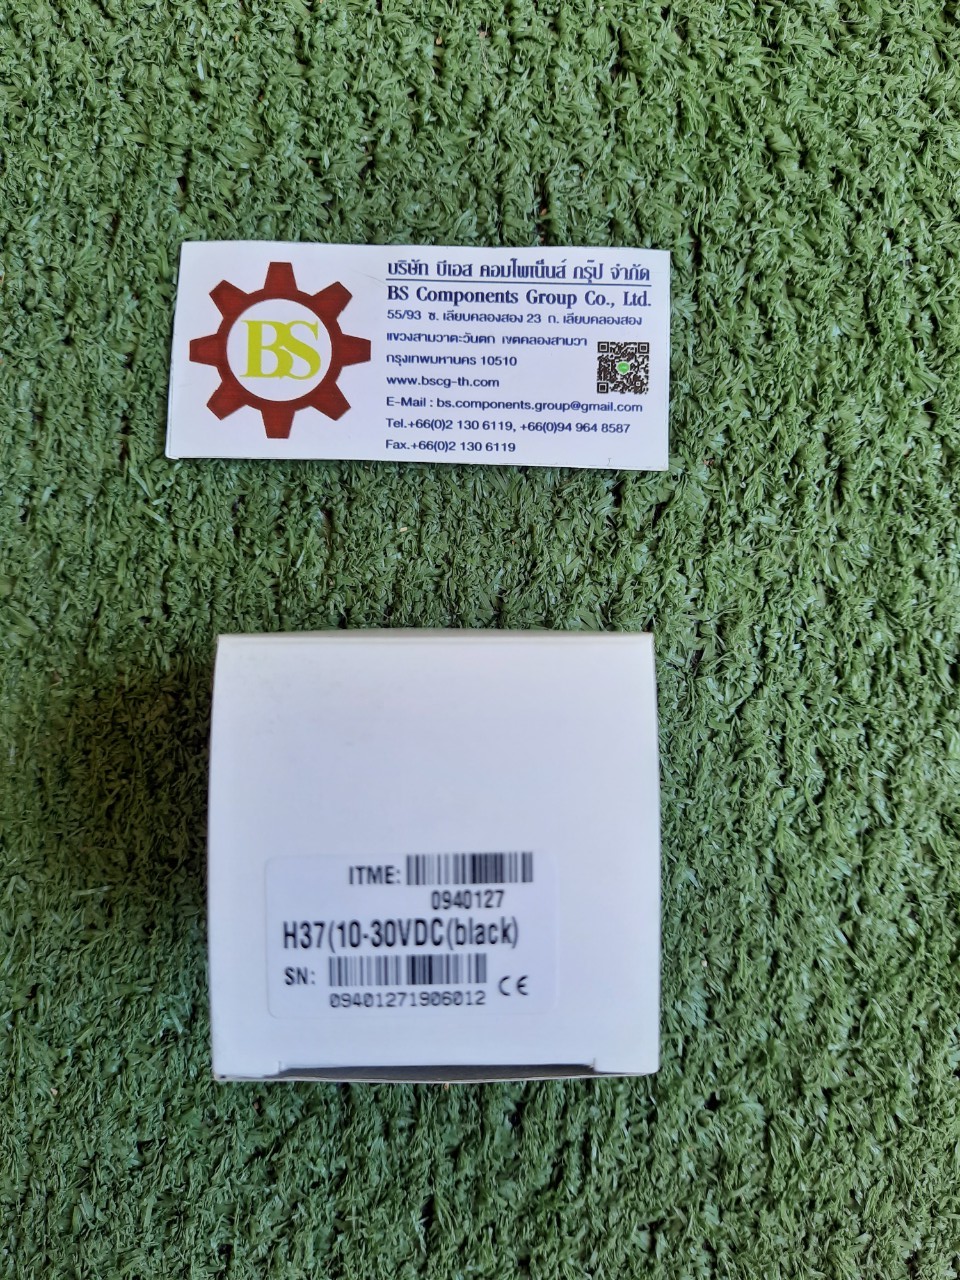 BS
บริษัท บีเอส คอมโพเน็นส์ กรุ๊ป จำกัด
BS Components Group Co., Ltd.
55/93 ซ. เลียบคลองสอง 23 ถ. เลียบคลองสอง
แขวงสามวาตะวันตก เขตคลองสามวา
กรุงเทพมหานคร 10510
www.bscg-th.com
E-Mail : bs.components.group@gmail.com
Tel.+66(0)2 130 6119, +66(0)94 964 8587
Fax.+66(0)2 130 6119
ITME:
0940127
H37(10-30VDC(black)
SN:
09401271906012 CE